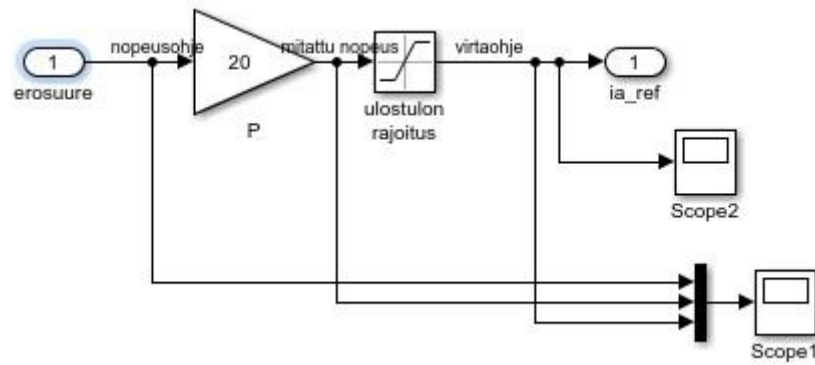 nopeusohje
mitattu nopeus
virtaohje
1
20
1
erosuure
P
ulostulon
rajoitus
ia_ref
Scope2
Scope1